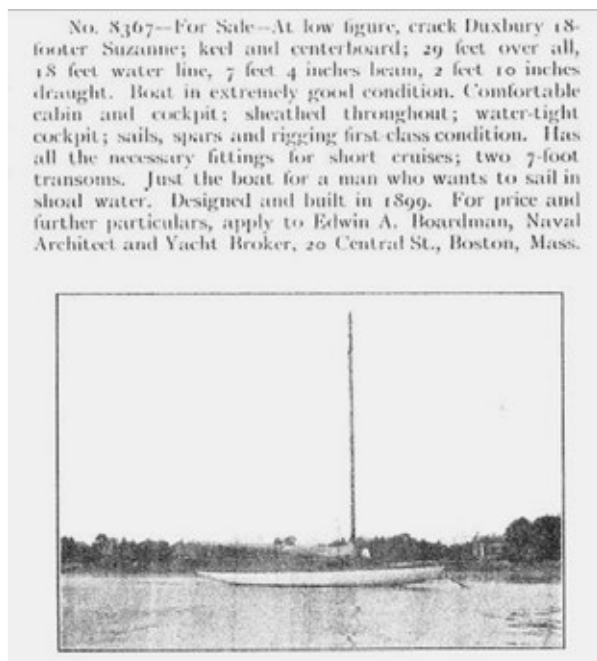 No. 8367—For Sale—At low figure, crack Duxbury 18-
footer Suzanne; keel and centerboard; 29 feet over all,
18 feet water line, 7 feet 4 inches beam, 2 feet 10 inches
draught. Boat in extremely good condition. Comfortable
cabin and cockpit; sheathed throughout; water-tight
cockpit; sails, spars and rigging first-class condition. Has
all the necessary fittings for short cruises; two 7-foot
transoms. Just the boat for a man who wants to sail in
shoal water. Designed and built in 1899. For price and
further particulars, apply to Edwin A. Boardman, Naval
Architect and Yacht Broker, 20 Central St., Boston, Mass.